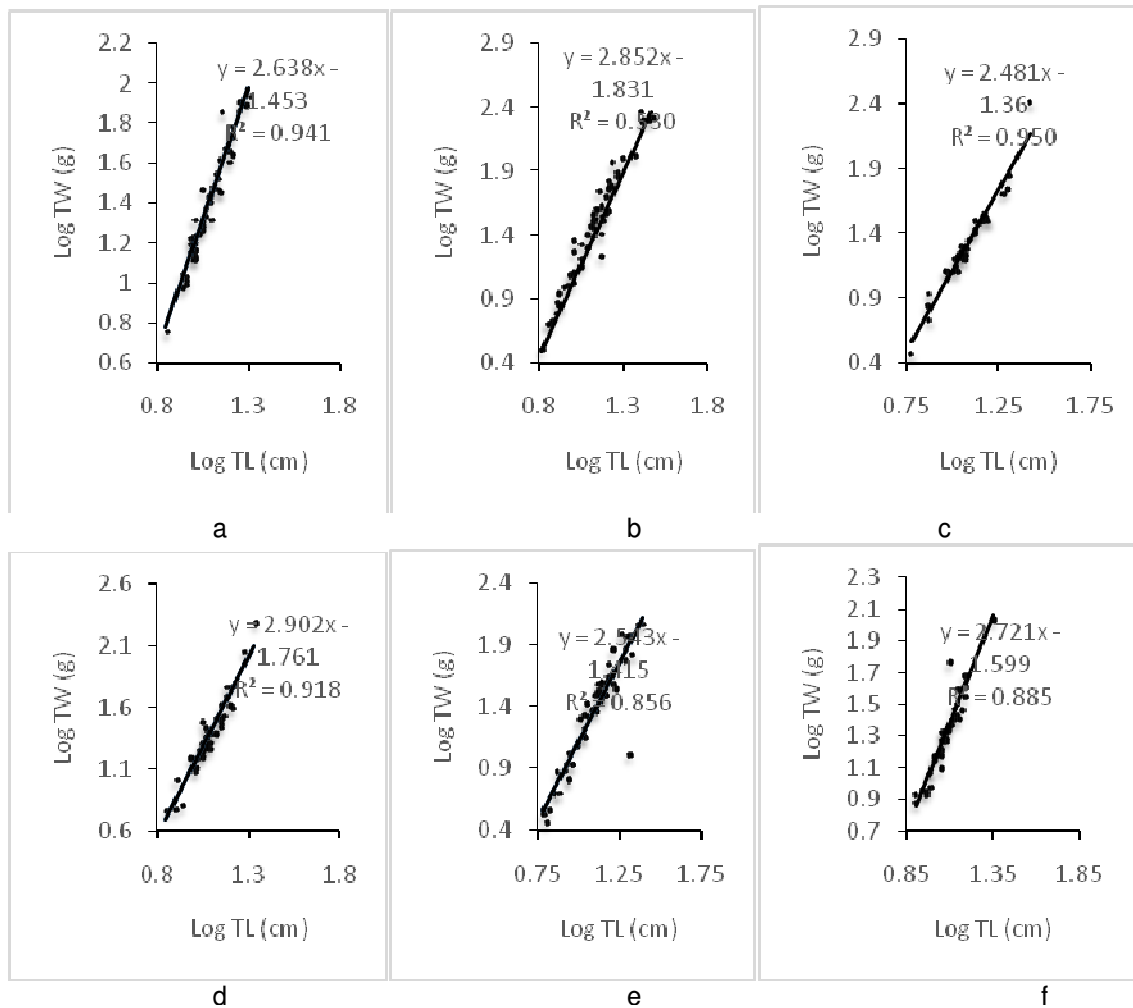 2.2
2
1.8
1.6
1.4
1.2
1
0.8
0.6
Log TW (g)
y = 2.638x -
1.453
R² = 0.941
0.8 1.3 1.8
Log TL (cm)
2.9
2.4
1.9
1.4
0.9
0.4
Log TW (g)
y = 2.852x -
1.831
R² = 0.930
0.8 1.3 1.8
Log TL (cm)
2.9
2.4
1.9
1.4
0.9
0.4
Log TW (g)
y = 2.481x -
1.36
R² = 0.950
0.75 1.25 1.75
Log TL (cm)
a b c
2.6
2.1
1.6
1.1
0.6
Log TW (g)
y = 2.902x -
1.761
R² = 0.918
0.8 1.3 1.8
Log TL (cm)
2.4
1.9
1.4
0.9
0.4
Log TW (g)
y = 2.543x -
1.415
R² = 0.856
0.75 1.25 1.75
Log TL (cm)
2.3
2.1
1.9
1.7
1.5
1.3
1.1
0.9
0.7
Log TW (g)
y = 2.721x -
1.599
R² = 0.885
0.85 1.35 1.85
Log TL (cm)
d e f